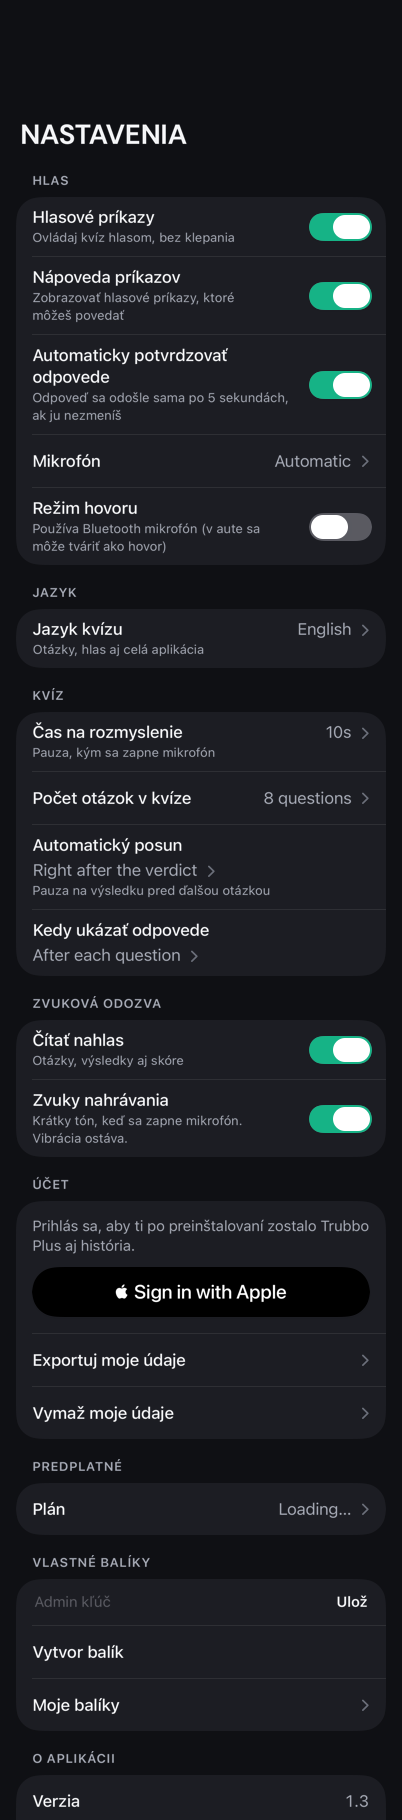 NASTAVENIA
HLAS
Hlasové príkazy
Ovládaj kvíz hlasom, bez klepania
Nápoveda príkazov
Zobrazovať hlasové príkazy, ktoré
môžeš povedať
Automaticky potvrdzovať
odpovede
Odpoveď sa odošle sama po 5 sekundách,
ak ju nezmeníš
Mikrofón Automatic
Režim hovoru
Používa Bluetooth mikrofón (v aute sa
môže tváriť ako hovor)
JAZYK
Jazyk kvízu English
Otázky, hlas aj celá aplikácia
KVÍZ
Čas na rozmyslenie 10s
Pauza, kým sa zapne mikrofón
Počet otázok v kvíze 8 questions
Automatický posun
Right after the verdict
Pauza na výsledku pred ďalšou otázkou
Kedy ukázať odpovede
After each question
ZVUKOVÁ ODOZVA
Čítať nahlas
Otázky, výsledky aj skóre
Zvuky nahrávania
Krátky tón, keď sa zapne mikrofón.
Vibrácia ostáva.
ÚČET
Prihlás sa, aby ti po preinštalovaní zostalo Trubbo
Plus aj história.
Sign in with Apple
Exportuj moje údaje
Vymaž moje údaje
PREDPLATNÉ
Plán Loading...
VLASTNÉ BALÍKY
Admin kľúč Ulož
Vytvor balík
Moje balíky
O APLIKÁCII
Verzia 1.3